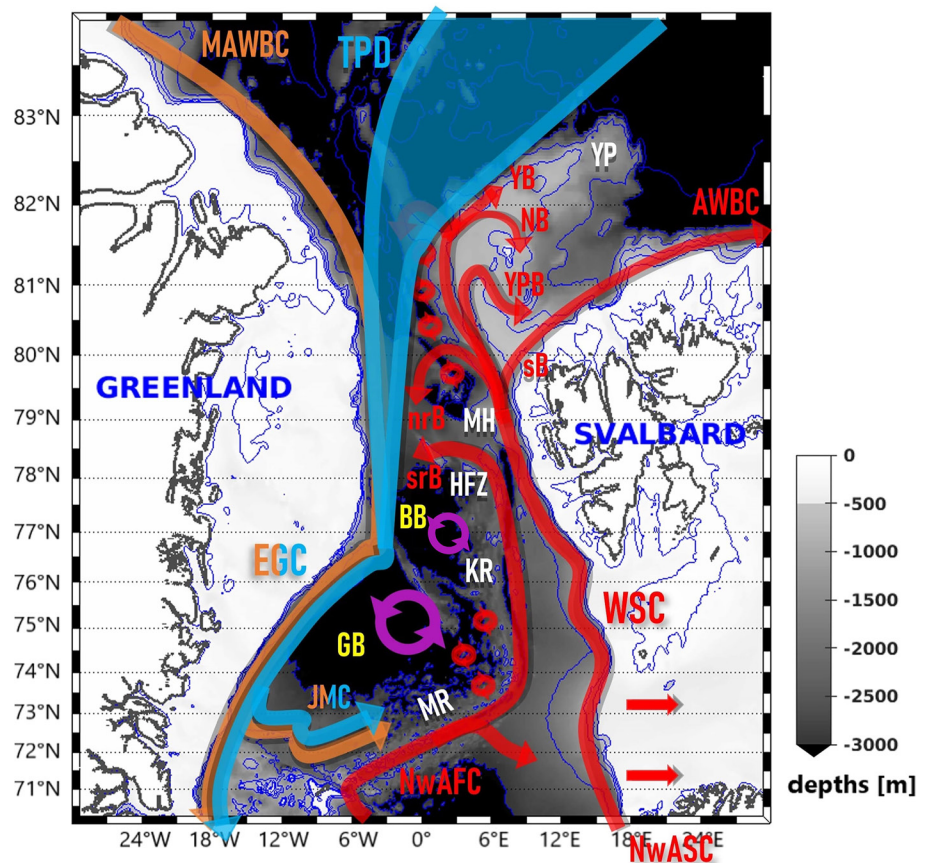 MAWBC
TPD
83°N
YP
YB
82°N
AWBC
NB
81°N
YPB
80°N
sB
GREENLAND
79°N
nrB
MH
SVALBARD
78°N
srB
HFZ
0
BB
-500
77°N
EGC
KR
-1000
76°N
WSC
-1500
75°N
GB
-2000
74°N
JMC
MR
-2500
73°N
72°N
-3000
NwAFC
71°N
depths [m]
24°W 18°W 12°W 6°W 0° 6°E 12°E 18°E 24°E
NwASC